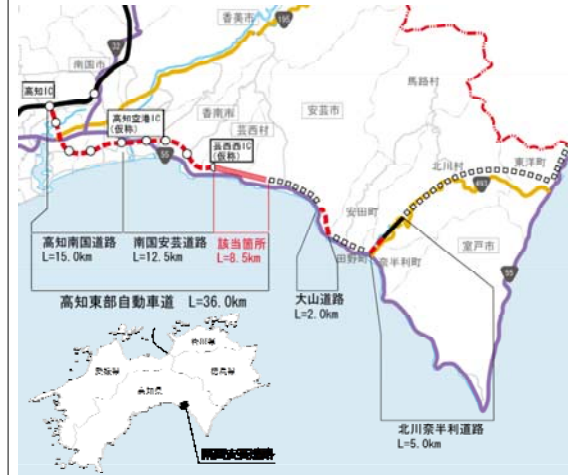 香美市
195
32
南国市
馬路村
高知IC
高知空港IC
(仮称)
香南市
安芸市
芸西村
芸西西IC
(仮称)
55
北川村
東洋町
493
安田町
田野町
奈半利町
室戸市
55
高知南国道路
L=15.0km
南国安芸道路
L=12.5km
該当箇所
L=8.5km
高知東部自動車道 L=36.0km
大山道路
L=2.0km
北川奈半利道路
L=5.0km
香川県
愛媛県
徳島県
高知県